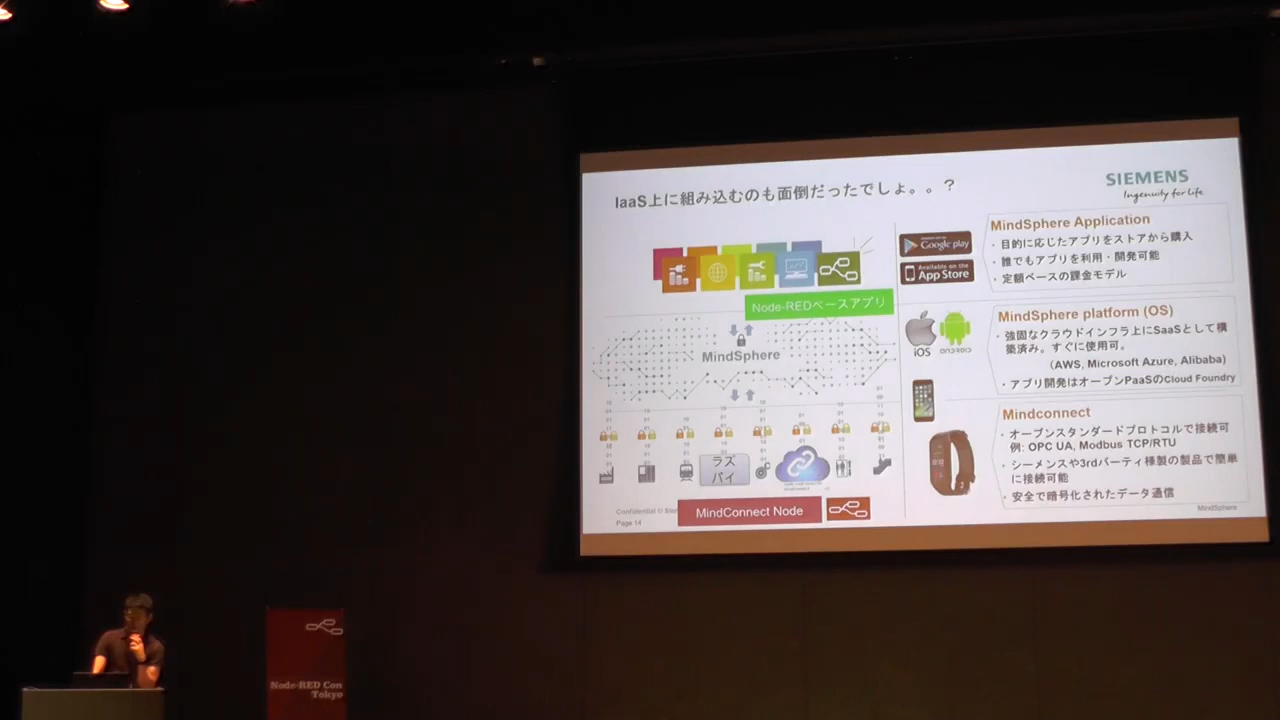 IaaS上に組み込むのも面倒だったでしょ。。？
SIEMENS
Ingenuity for life
Node-REDベースアプリ
MindSphere
ラズ
パイ
MindConnect Node
Page 14
Google play
Available on the
App Store
iOS
ANDROID
MindSphere Application
・目的に応じたアプリをストアから購入
・誰でもアプリを利用・開発可能
・定額ベースの課金モデル
MindSphere platform (OS)
・強固なクラウドインフラ上にSaaSとして構
築済み。すぐに使用可。
（AWS, Microsoft Azure, Alibaba)
・アプリ開発はオープンPaaSのCloud Foundry
Mindconnect
・オープンスタンダードプロトコルで接続可
例: OPC UA, Modbus TCP/RTU
・シーメンスや3rdパーティ様製の製品で簡単
に接続可能
・安全で暗号化されたデータ通信
MindSphere
Node-RED Con
Tokyo